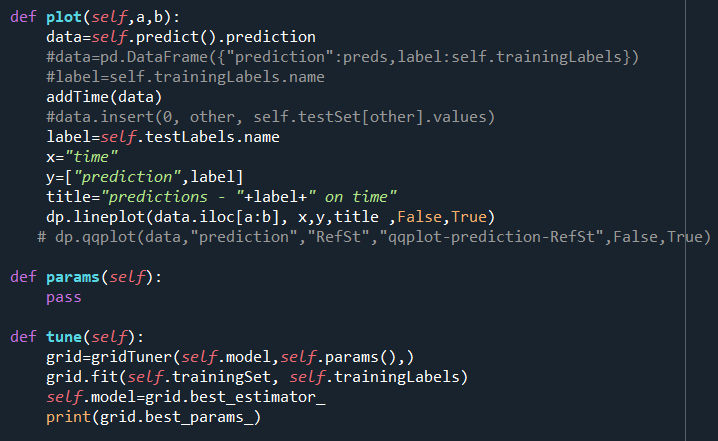 def plot(self,a,b):
    data=self.predict().prediction
    #data=pd.DataFrame({"prediction":preds,label:self.trainingLabels})
    #label=self.trainingLabels.name
    addTime(data)
    #data.insert(0, other, self.testSet[other].values)
    label=self.testLabels.name
    x="time"
    y=["prediction",label]
    title="predictions - "+label+" on time"
    dp.lineplot(data.iloc[a:b], x,y,title ,False,True)
   # dp.qqplot(data,"prediction","RefSt","qqplot-prediction-RefSt",False,True)
def params(self):
    pass
def tune(self):
    grid=gridTuner(self.model,self.params(),)
    grid.fit(self.trainingSet, self.trainingLabels)
    self.model=grid.best_estimator_
    print(grid.best_params_)